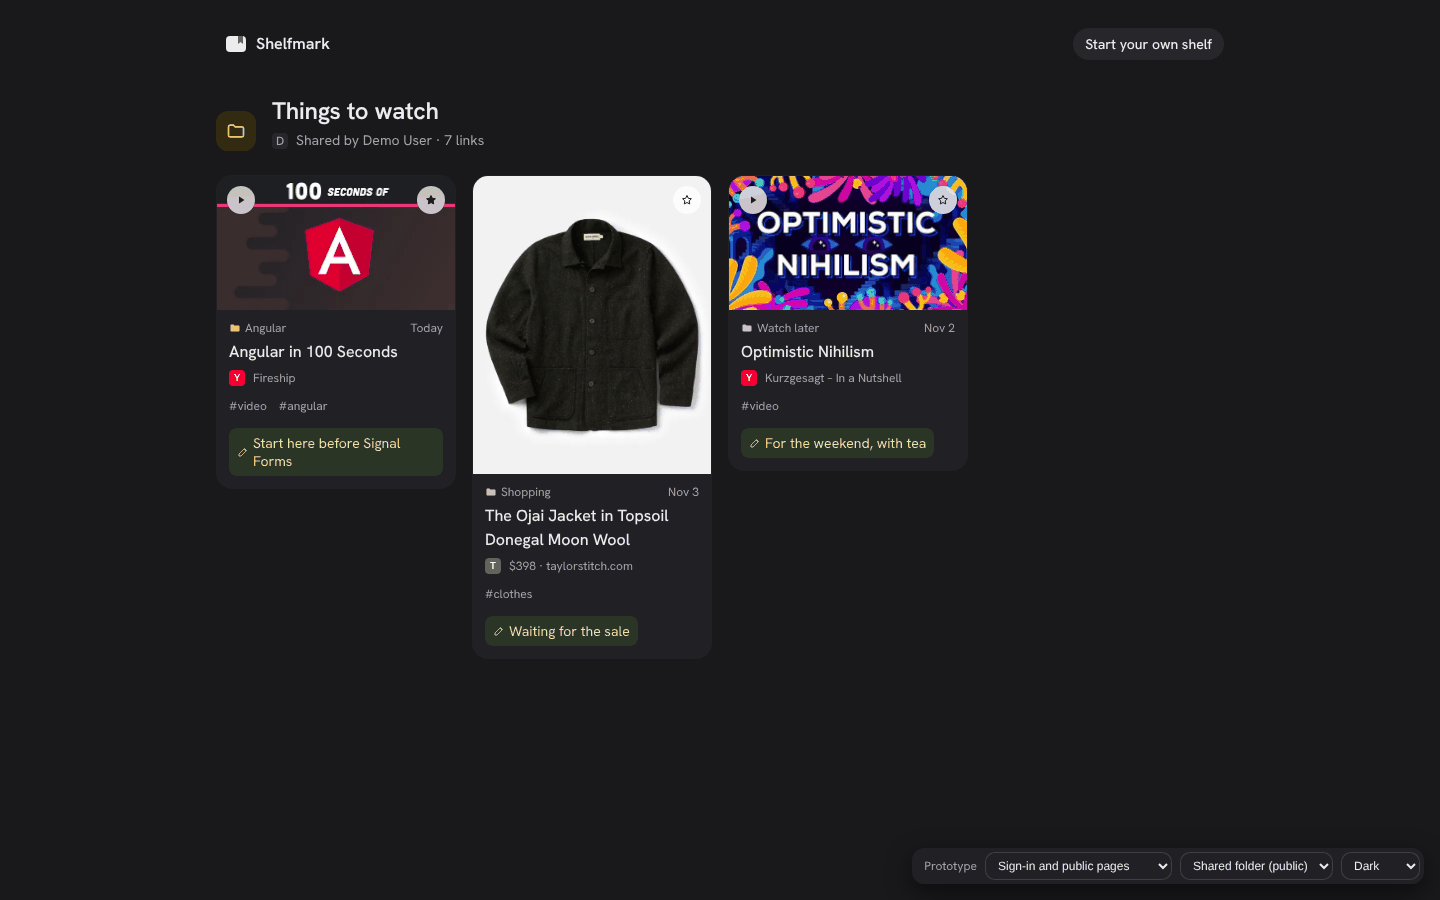 Shelfmark
Start your own shelf
Things to watch
D Shared by Demo User · 7 links
100 SECONDS OF
A
Angular Today
Angular in 100 Seconds
Y Fireship
#video #angular
Start here before Signal
Forms
Shopping Nov 3
The Ojai Jacket in Topsoil
Donegal Moon Wool
T $398 · taylorstitch.com
#clothes
Waiting for the sale
OPTIMISTIC
NIHILISM
Watch later Nov 2
Optimistic Nihilism
Y Kurzgesagt – In a Nutshell
#video
For the weekend, with tea
Prototype Sign-in and public pages Shared folder (public) Dark